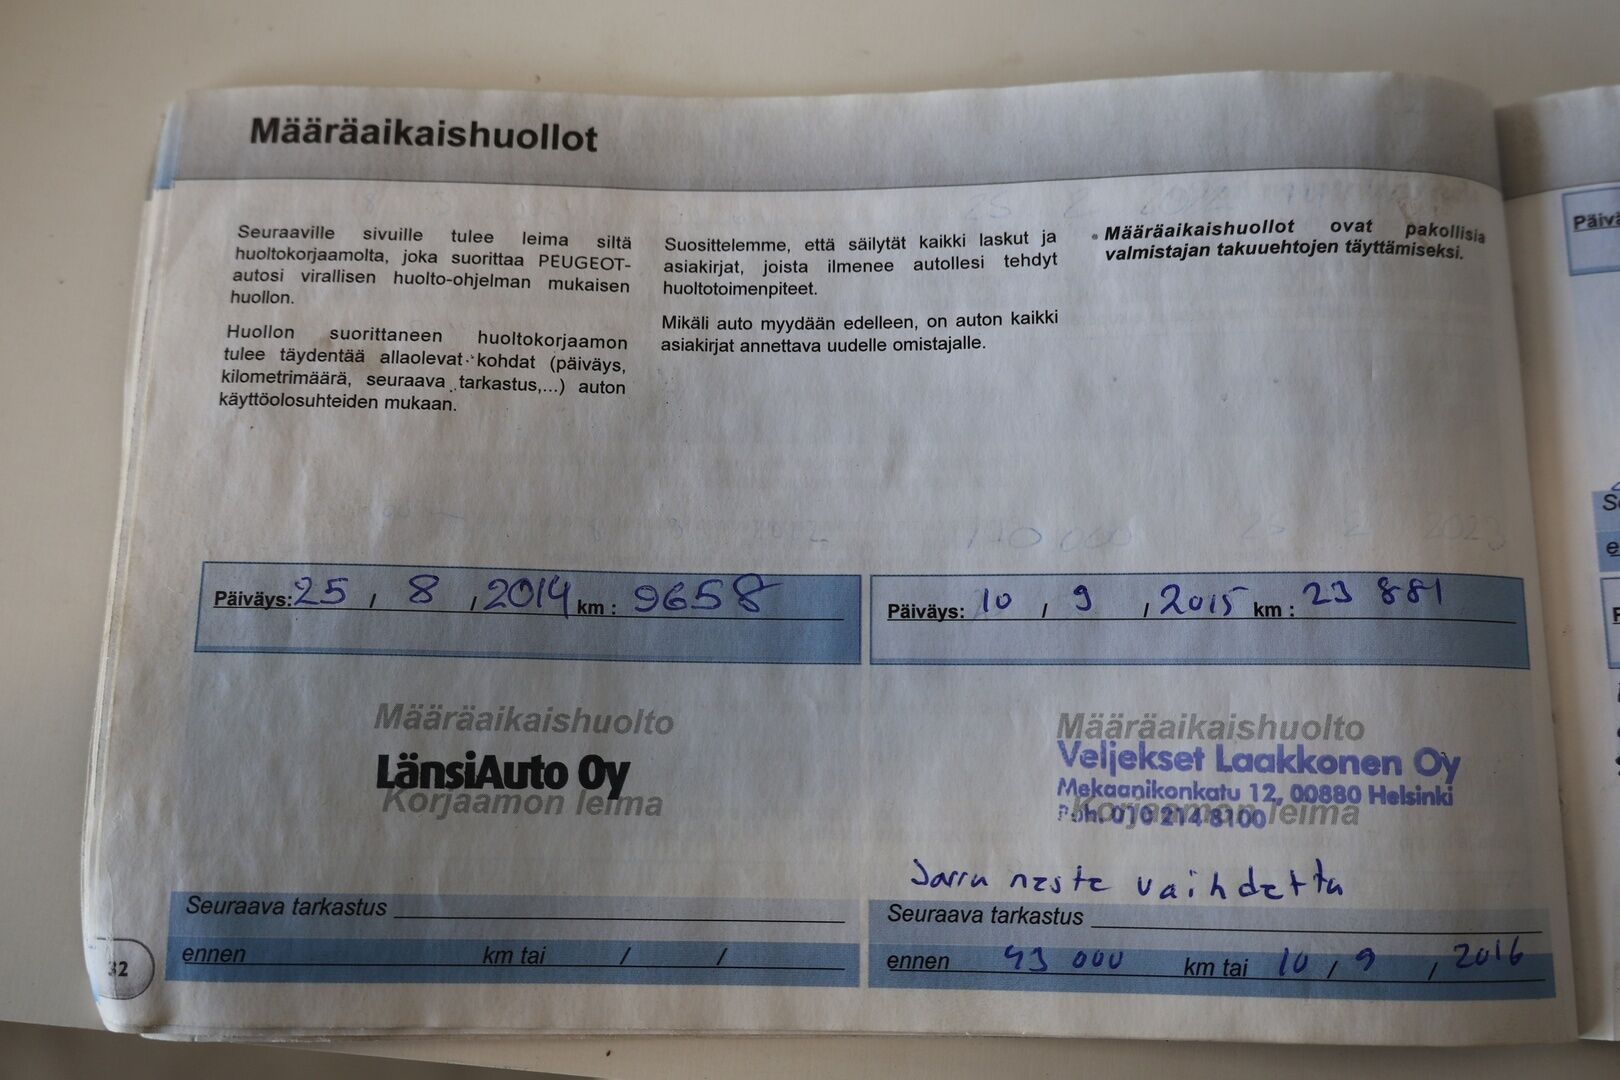 Määräaikaishuollot
Seuraaville sivuille tulee leima siltä
huoltokorjaamolta, joka suorittaa PEUGEOT-
autosi virallisen huolto-ohjelman mukaisen
huollon.
Huollon suorittaneen huoltokorjaamon
tulee täydentää allaolevat kohdat (päiväys,
kilometrimäärä, seuraava tarkastus,...) auton
käyttöolosuhteiden mukaan.
Suosittelemme, että säilytät kaikki laskut ja
asiakirjat, joista ilmenee autollesi tehdyt
huoltotoimenpiteet.
Mikäli auto myydään edelleen, on auton kaikki
asiakirjat annettava uudelle omistajalle.
Määräaikaishuollot ovat pakollisia
valmistajan takuuehtojen täyttämiseksi.
Päiväys: 25 / 8 / 2014 km : 9658
Määräaikaishuolto
LänsiAuto Oy
Korjaamon leima
Seuraava tarkastus
ennen km tai / /
Päiväys: 10 / 9 / 2015 km : 23 881
Määräaikaishuolto
Veljekset Laakkonen Oy
Mekaanikonkatu 12, 00880 Helsinki
Korjaamon leima
Puh. 010 214 8100
Jarru neste vaihdettu
Seuraava tarkastus
ennen 43 000 km tai 10 / 9 / 2016
32